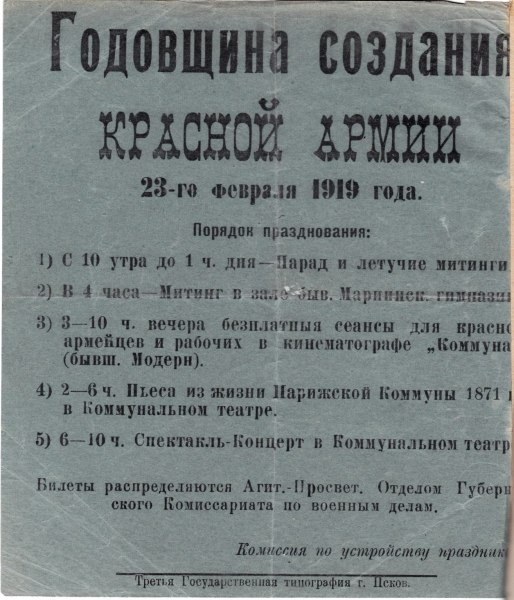 Годовщина создания
КРАСНОЙ АРМИИ
23-го февраля 1919 года.
Порядок празднования:
1) С 10 утра до 1 ч. дня—Парад и летучие митинги
2) В 4 часа—Митинг в зале быв. Мариинск. гимназии
3) 3—10 ч. вечера безплатныя сеансы для красно
армейцев и рабочих в кинематографе „Коммуна
(бывш. Модерн).
4) 2—6 ч. Пьеса из жизни Парижской Коммуны 1871 г
в Коммунальном театре.
5) 6—10 ч. Спектакль-Концерт в Коммунальном театр
Билеты распределяются Агит.-Просвет. Отделом Губерн
ского Комиссариата по военным делам.
Комиссия по устройству праздник
Третья Государственная типография г. Псков.